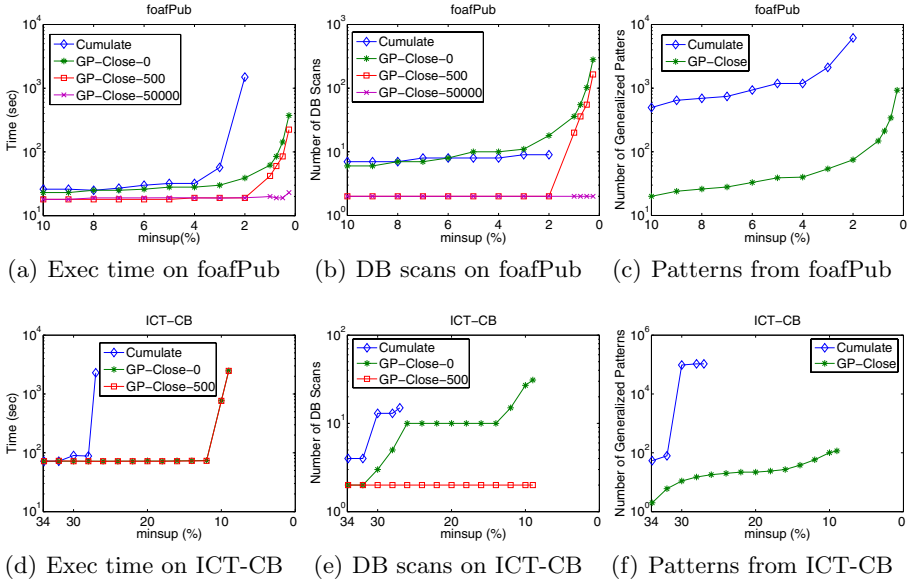 foafPub
10^4
10^3
10^2
10^1
Time (sec)
Cumulate
GP-Close-0
GP-Close-500
GP-Close-50000
10 8 6 4 2 0
minsup(%)
(a) Exec time on foafPub
foafPub
10^3
10^2
10^1
10^0
Number of DB Scans
Cumulate
GP-Close-0
GP-Close-500
GP-Close-50000
10 8 6 4 2 0
minsup (%)
(b) DB scans on foafPub
foafPub
10^4
10^3
10^2
10^1
Number of Generalized Patters
Cumulate
GP-Close
10 8 6 4 2 0
minsup (%)
(c) Patterns from foafPub
ICT-CB
10^4
10^3
10^2
10^1
Time (sec)
Cumulate
GP-Close-0
GP-Close-500
34 30 20 10 0
minsup (%)
(d) Exec time on ICT-CB
ICT-CB
10^2
10^1
10^0
Number of DB Scans
Cumulate
GP-Close-0
GP-Close-500
34 30 20 10 0
minsup (%)
(e) DB scans on ICT-CB
ICT-CB
10^6
10^4
10^2
10^0
Number of Generalized Patterns
Cumulate
GP-Close
34 30 20 10 0
minsup (%)
(f) Patterns from ICT-CB